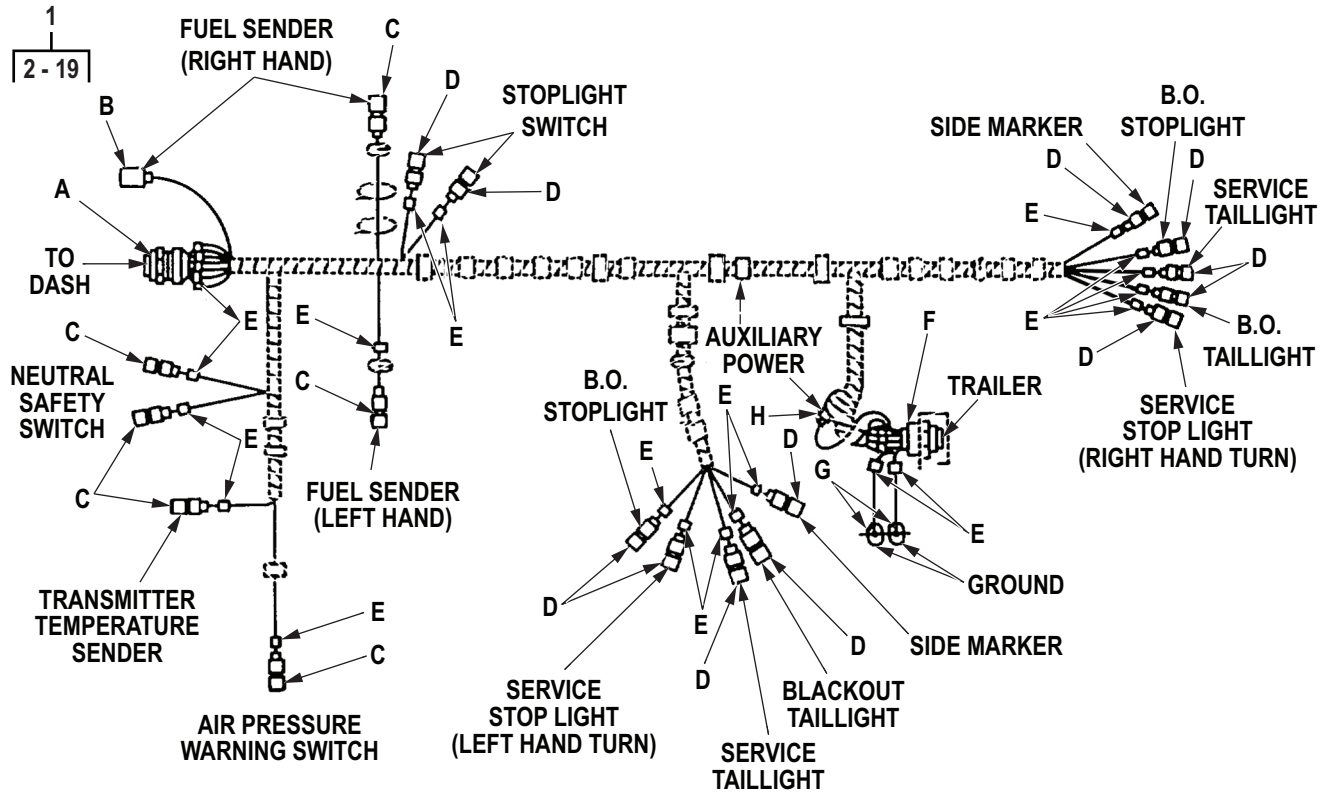 1
2 - 19
FUEL SENDER
(RIGHT HAND)
C
B
D
STOPLIGHT
SWITCH
D
A
TO
DASH
E
E
SIDE MARKER
B.O.
STOPLIGHT
D
D
SERVICE
TAILLIGHT
E
D
E
D
B.O.
TAILLIGHT
SERVICE
STOP LIGHT
(RIGHT HAND TURN)
C
NEUTRAL
SAFETY
SWITCH
E
C
E
C
FUEL SENDER
(LEFT HAND)
AUXILIARY
POWER
F
TRAILER
H
B.O.
STOPLIGHT
E
E
D
G
E
GROUND
TRANSMITTER
TEMPERATURE
SENDER
E
C
AIR PRESSURE
WARNING SWITCH
D
E
D
D
SIDE MARKER
SERVICE
STOP LIGHT
(LEFT HAND TURN)
BLACKOUT
TAILLIGHT
SERVICE
TAILLIGHT